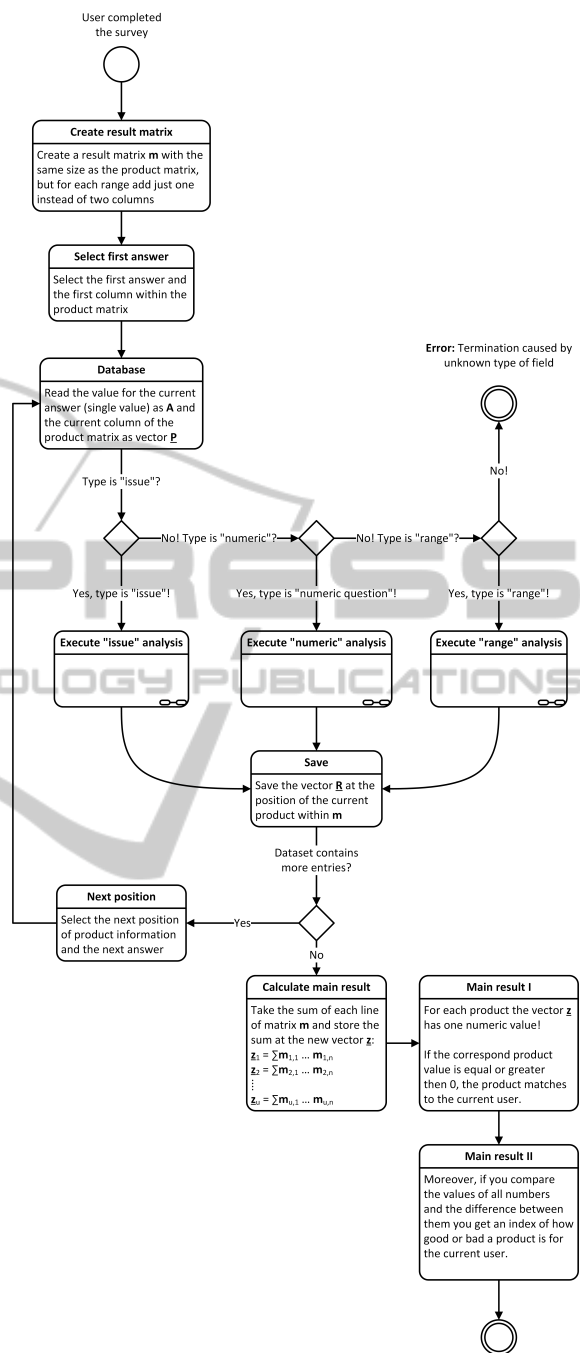 User completed
the survey
Create result matrix
Create a result matrix m with the
same size as the product matrix,
but for each range add just one
instead of two columns
Select first answer
Select the first answer and
the first column within the
product matrix
Database
Read the value for the current
answer (single value) as A and
the current column of the
product matrix as vector P
Error: Termination caused by
unknown type of field
No!
Type is "issue"?
No! Type is "numeric"?
No! Type is "range"?
Yes, type is "issue"!
Yes, type is "numeric question"!
Yes, type is "range"!
Execute "issue" analysis
Execute "numeric" analysis
Execute "range" analysis
Save
Save the vector R at the
position of the current
product within m
Dataset contains
more entries?
Next position
Select the next position
of product information
and the next answer
Yes
No
Calculate main result
Take the sum of each line
of matrix m and store the
sum at the new vector z:
z₁ = ∑m₁,₁ ... m₁,ₙ
z₂ = ∑m₂,₁ ... m₂,ₙ
⋮
zᵤ = ∑mᵤ,₁ ... mᵤ,ₙ
Main result I
For each product the vector z
has one numeric value!
If the correspond product
value is equal or greater
then 0, the product matches
to the current user.
Main result II
Moreover, if you compare
the values of all numbers
and the difference between
them you get an index of how
good or bad a product is for
the current user.
PRESS
OLOGY PUBLICATIONS